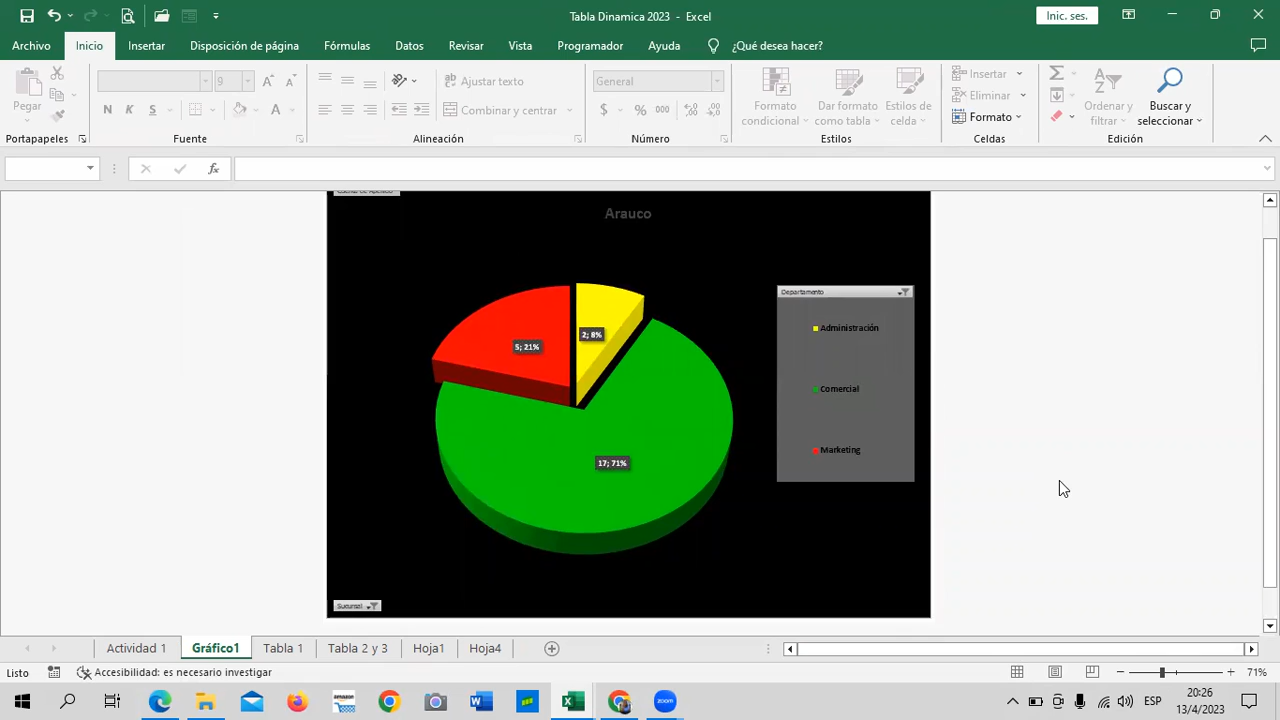 Tabla Dinamica 2023 - Excel
Inic. ses.
Archivo Inicio Insertar Disposición de página Fórmulas Datos Revisar Vista Programador Ayuda ¿Qué desea hacer?
Pegar
Portapapeles
9
N K S
A A
A
Fuente
Ajustar texto
Combinar y centrar
Alineación
General
$ % 000
Número
Formato condicional
Dar formato como tabla
Estilos de celda
Estilos
Insertar
Eliminar
Formato
Celdas
Ordenar y filtrar
Buscar y seleccionar
Edición
fx
Arauco
5; 21%
2; 8%
17; 71%
Departamento
Administración
Comercial
Marketing
Sucursal
Actividad 1 Gráfico1 Tabla 1 Tabla 2 y 3 Hoja1 Hoja4
Listo Accesibilidad: es necesario investigar 71%
amazon
zoom
ESP
20:26
13/4/2023